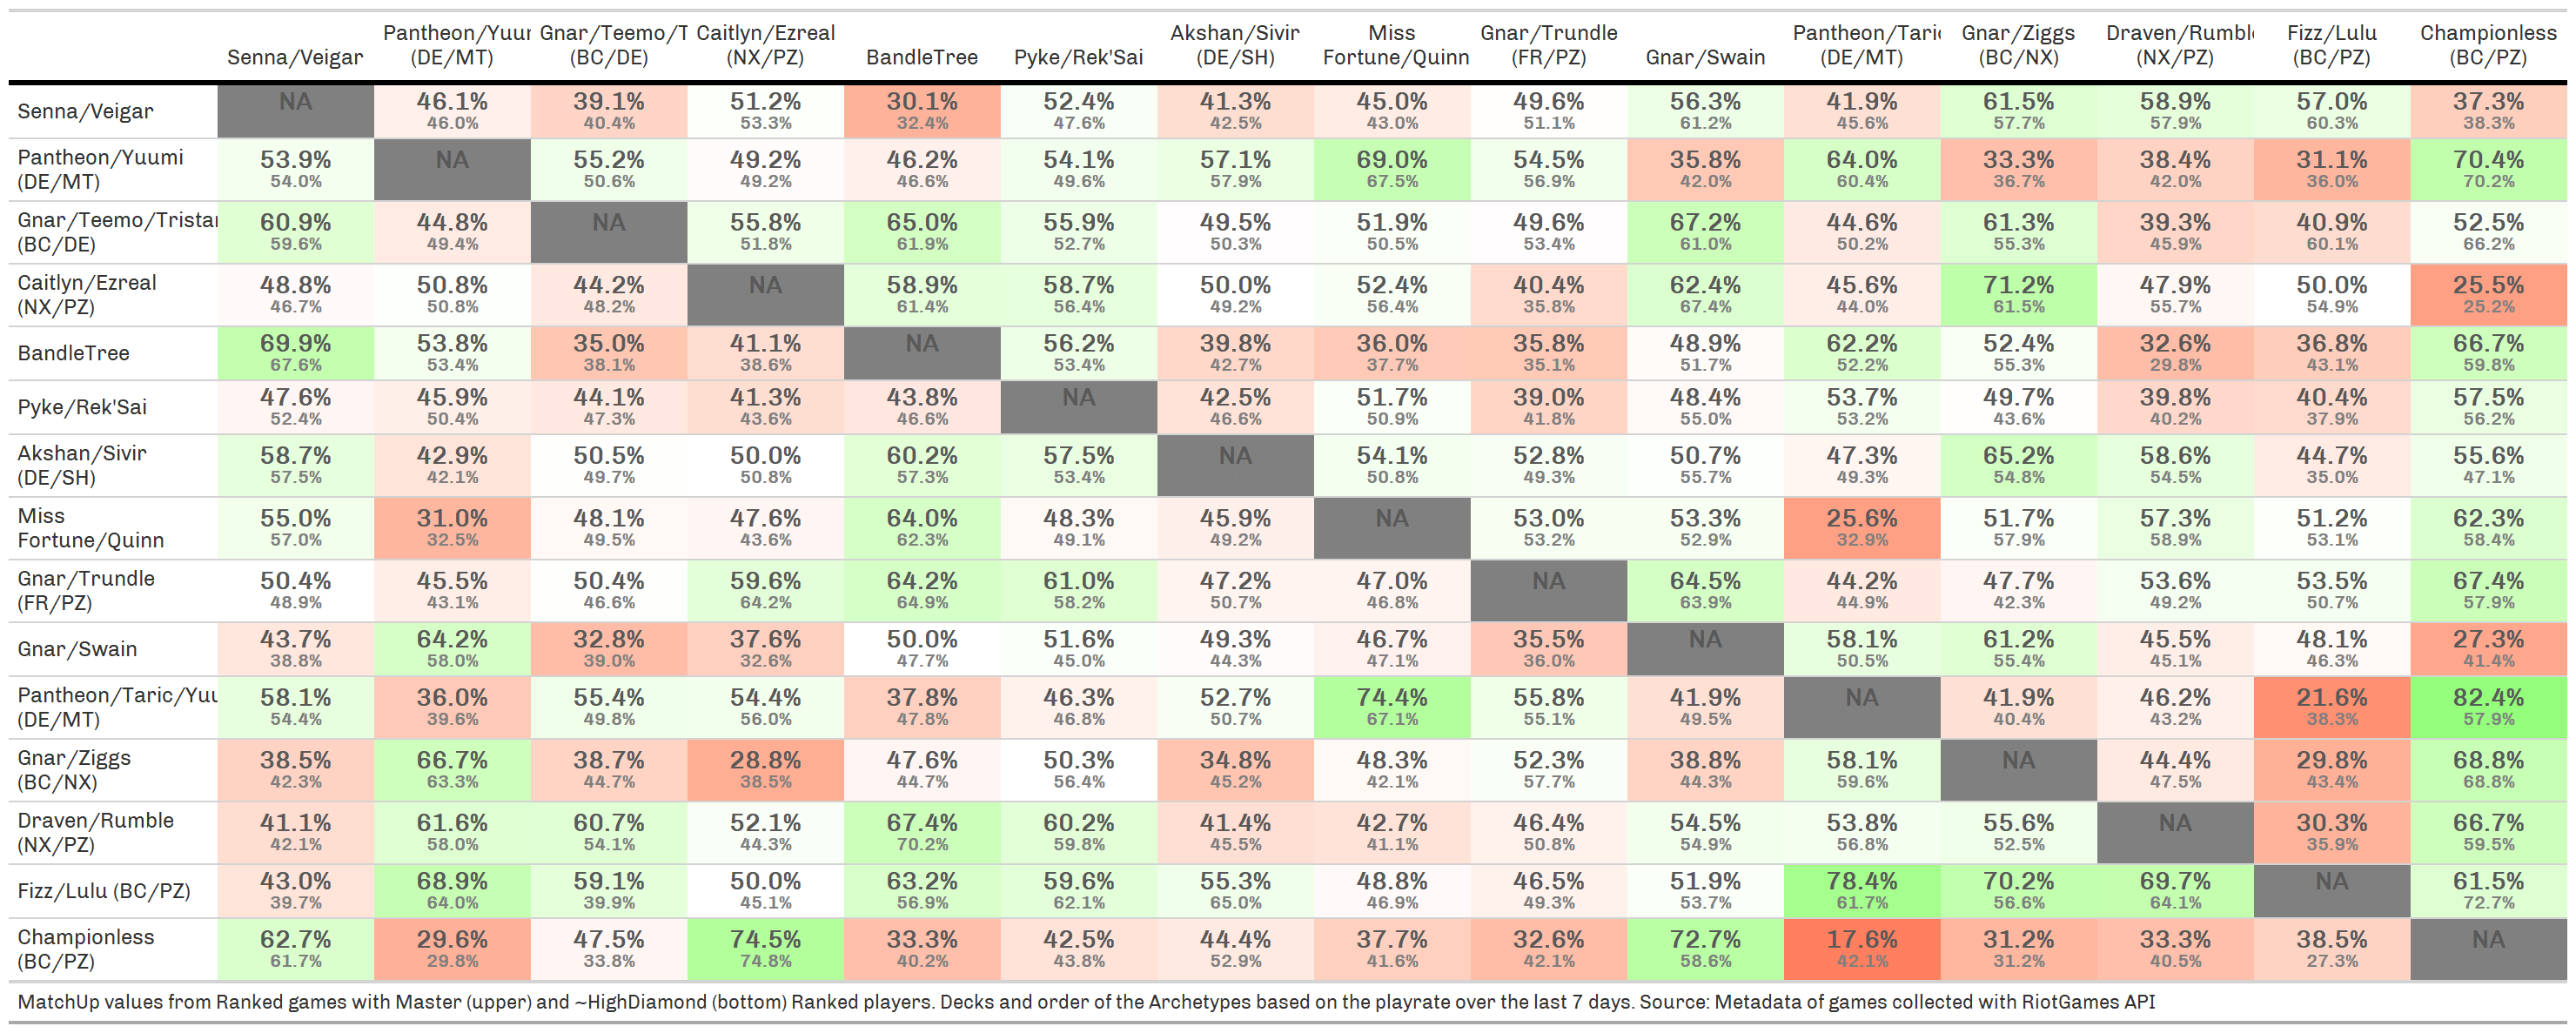 Pantheon/Yuur Gnar/Teemo/T Caitlyn/Ezreal Akshan/Sivir Miss Gnar/Trundle Pantheon/Taric Gnar/Ziggs Draven/Rumbl Fizz/Lulu Championless
Senna/Veigar (DE/MT) (BC/DE) (NX/PZ) BandleTree Pyke/Rek'Sai (DE/SH) Fortune/Quinn (FR/PZ) Gnar/Swain (DE/MT) (BC/NX) (NX/PZ) (BC/PZ) (BC/PZ)
Senna/Veigar NA 46.1% 39.1% 51.2% 30.1% 52.4% 41.3% 45.0% 49.6% 56.3% 41.9% 61.5% 58.9% 57.0% 37.3%
46.0% 40.4% 53.3% 32.4% 47.6% 42.5% 43.0% 51.1% 61.2% 45.6% 57.7% 57.9% 60.3% 38.3%
Pantheon/Yuumi 53.9% NA 55.2% 49.2% 46.2% 54.1% 57.1% 69.0% 54.5% 35.8% 64.0% 33.3% 38.4% 31.1% 70.4%
(DE/MT) 54.0% 50.6% 49.2% 46.6% 49.6% 57.9% 67.5% 56.9% 42.0% 60.4% 36.7% 42.0% 36.0% 70.2%
Gnar/Teemo/Tristar 60.9% 44.8% NA 55.8% 65.0% 55.9% 49.5% 51.9% 49.6% 67.2% 44.6% 61.3% 39.3% 40.9% 52.5%
(BC/DE) 59.6% 49.4% 51.8% 61.9% 52.7% 50.3% 50.5% 53.4% 61.0% 50.2% 55.3% 45.9% 60.1% 66.2%
Caitlyn/Ezreal 48.8% 50.8% 44.2% NA 58.9% 58.7% 50.0% 52.4% 40.4% 62.4% 45.6% 71.2% 47.9% 50.0% 25.5%
(NX/PZ) 46.7% 50.8% 48.2% 61.4% 56.4% 49.2% 56.4% 35.8% 67.4% 44.0% 61.5% 55.7% 54.9% 25.2%
BandleTree 69.9% 53.8% 35.0% 41.1% NA 56.2% 39.8% 36.0% 35.8% 48.9% 62.2% 52.4% 32.6% 36.8% 66.7%
67.6% 53.4% 38.1% 38.6% 53.4% 42.7% 37.7% 35.1% 51.7% 52.2% 55.3% 29.8% 43.1% 59.8%
Pyke/Rek'Sai 47.6% 45.9% 44.1% 41.3% 43.8% NA 42.5% 51.7% 39.0% 48.4% 53.7% 49.7% 39.8% 40.4% 57.5%
52.4% 50.4% 47.3% 43.6% 46.6% 46.6% 50.9% 41.8% 55.0% 53.2% 43.6% 40.2% 37.9% 56.2%
Akshan/Sivir 58.7% 42.9% 50.5% 50.0% 60.2% 57.5% NA 54.1% 52.8% 50.7% 47.3% 65.2% 58.6% 44.7% 55.6%
(DE/SH) 57.5% 42.1% 49.7% 50.8% 57.3% 53.4% 50.8% 49.3% 55.7% 49.3% 54.8% 54.5% 35.0% 47.1%
Miss 55.0% 31.0% 48.1% 47.6% 64.0% 48.3% 45.9% NA 53.0% 53.3% 25.6% 51.7% 57.3% 51.2% 62.3%
Fortune/Quinn 57.0% 32.5% 49.5% 43.6% 62.3% 49.1% 49.2% 53.2% 52.9% 32.9% 57.9% 58.9% 53.1% 58.4%
Gnar/Trundle 50.4% 45.5% 50.4% 59.6% 64.2% 61.0% 47.2% 47.0% NA 64.5% 44.2% 47.7% 53.6% 53.5% 67.4%
(FR/PZ) 48.9% 43.1% 46.6% 64.2% 64.9% 58.2% 50.7% 46.8% 63.9% 44.9% 42.3% 49.2% 50.7% 57.9%
Gnar/Swain 43.7% 64.2% 32.8% 37.6% 50.0% 51.6% 49.3% 46.7% 35.5% NA 58.1% 61.2% 45.5% 48.1% 27.3%
38.8% 58.0% 39.0% 32.6% 47.7% 45.0% 44.3% 47.1% 36.0% 50.5% 55.4% 45.1% 46.3% 41.4%
Pantheon/Taric/Yuu 58.1% 36.0% 55.4% 54.4% 37.8% 46.3% 52.7% 74.4% 55.8% 41.9% NA 41.9% 46.2% 21.6% 82.4%
(DE/MT) 54.4% 39.6% 49.8% 56.0% 47.8% 46.8% 50.7% 67.1% 55.1% 49.5% 40.4% 43.2% 38.3% 57.9%
Gnar/Ziggs 38.5% 66.7% 38.7% 28.8% 47.6% 50.3% 34.8% 48.3% 52.3% 38.8% 58.1% NA 44.4% 29.8% 68.8%
(BC/NX) 42.3% 63.3% 44.7% 38.5% 44.7% 56.4% 45.2% 42.1% 57.7% 44.3% 59.6% 47.5% 43.4% 68.8%
Draven/Rumble 41.1% 61.6% 60.7% 52.1% 67.4% 60.2% 41.4% 42.7% 46.4% 54.5% 53.8% 55.6% NA 30.3% 66.7%
(NX/PZ) 42.1% 58.0% 54.1% 44.3% 70.2% 59.8% 45.5% 41.1% 50.8% 54.9% 56.8% 52.5% 35.9% 59.5%
Fizz/Lulu (BC/PZ) 43.0% 68.9% 59.1% 50.0% 63.2% 59.6% 55.3% 48.8% 46.5% 51.9% 78.4% 70.2% 69.7% NA 61.5%
39.7% 64.0% 39.9% 45.1% 56.9% 62.1% 65.0% 46.9% 49.3% 53.7% 61.7% 56.6% 64.1% 72.7%
Championless 62.7% 29.6% 47.5% 74.5% 33.3% 42.5% 44.4% 37.7% 32.6% 72.7% 17.6% 31.2% 33.3% 38.5% NA
(BC/PZ) 61.7% 29.8% 33.8% 74.8% 40.2% 43.8% 52.9% 41.6% 42.1% 58.6% 42.1% 31.2% 40.5% 27.3%
MatchUp values from Ranked games with Master (upper) and ~HighDiamond (bottom) Ranked players. Decks and order of the Archetypes based on the playrate over the last 7 days. Source: Metadata of games collected with RiotGames API